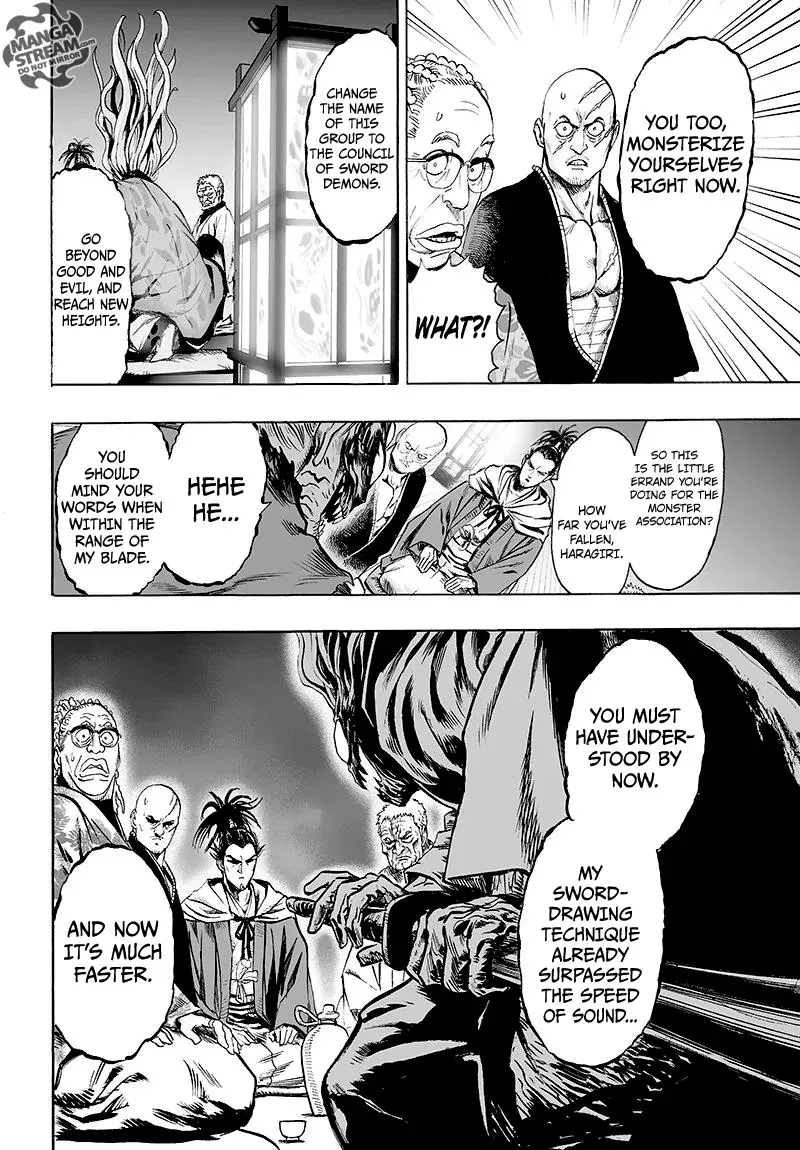 YOU TOO,
MONSTERIZE
YOURSELVES
RIGHT NOW.
WHAT?!
MANGA
STREAM.COM
DO NOT MIRROR
CHANGE
THE NAME
OF THIS
GROUP TO
THE COUNCIL
OF SWORD
DEMONS.
GO
BEYOND
GOOD AND
EVIL, AND
REACH NEW
HEIGHTS.
SO THIS
IS THE LITTLE
ERRAND YOU'RE
DOING FOR THE
MONSTER
ASSOCIATION?
HOW
FAR YOU'VE
FALLEN,
HARAGIRI.
HEHE
HE...
YOU
SHOULD
MIND YOUR
WORDS WHEN
WITHIN THE
RANGE OF
MY BLADE.
YOU MUST
HAVE UNDER-
STOOD BY
NOW.
MY
SWORD-
DRAWING
TECHNIQUE
ALREADY
SURPASSED
THE SPEED
OF SOUND...
AND NOW
IT'S MUCH
FASTER.